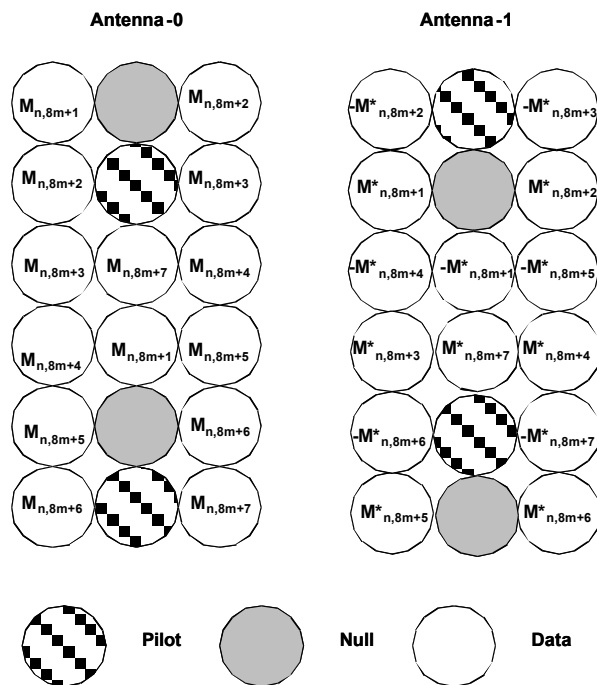 Antenna-0 Antenna-1
M n,8m+1 M n,8m+2 -M* n,8m+2 -M* n,8m+3
M n,8m+2 M n,8m+3 M* n,8m+1 M* n,8m+2
M n,8m+3 M n,8m+7 M n,8m+4 -M* n,8m+4 -M* n,8m+1 -M* n,8m+5
M n,8m+4 M n,8m+1 M n,8m+5 M* n,8m+3 M* n,8m+7 M* n,8m+4
M n,8m+5 M n,8m+6 -M* n,8m+6 -M* n,8m+7
M n,8m+6 M n,8m+7 M* n,8m+5 M* n,8m+6
Pilot Null Data